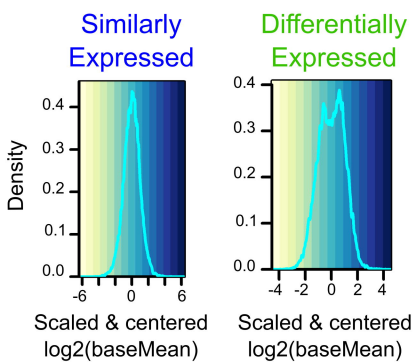 Similarly
Expressed
Differentially
Expressed
Density
0.4
0.3
0.2
0.1
0.0
-6
0
6
Scaled & centered
log2(baseMean)
0.4
0.3
0.2
0.1
0.0
-4
-2
0
2
4
Scaled & centered
log2(baseMean)